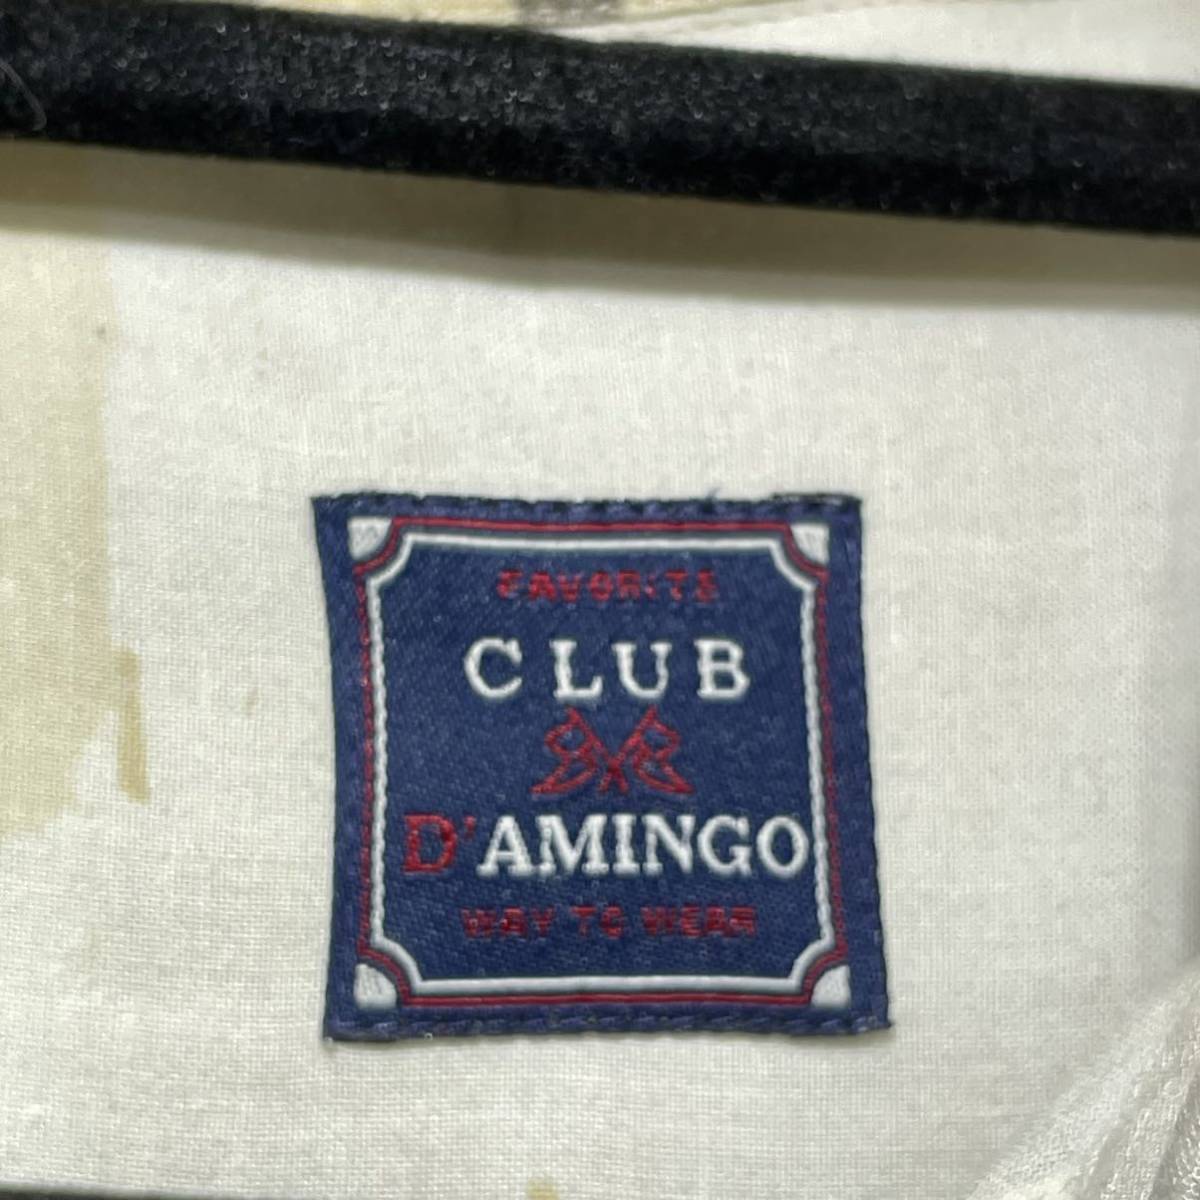 FAVORITE
CLUB
D'AMINGO
WAY TO WEAR